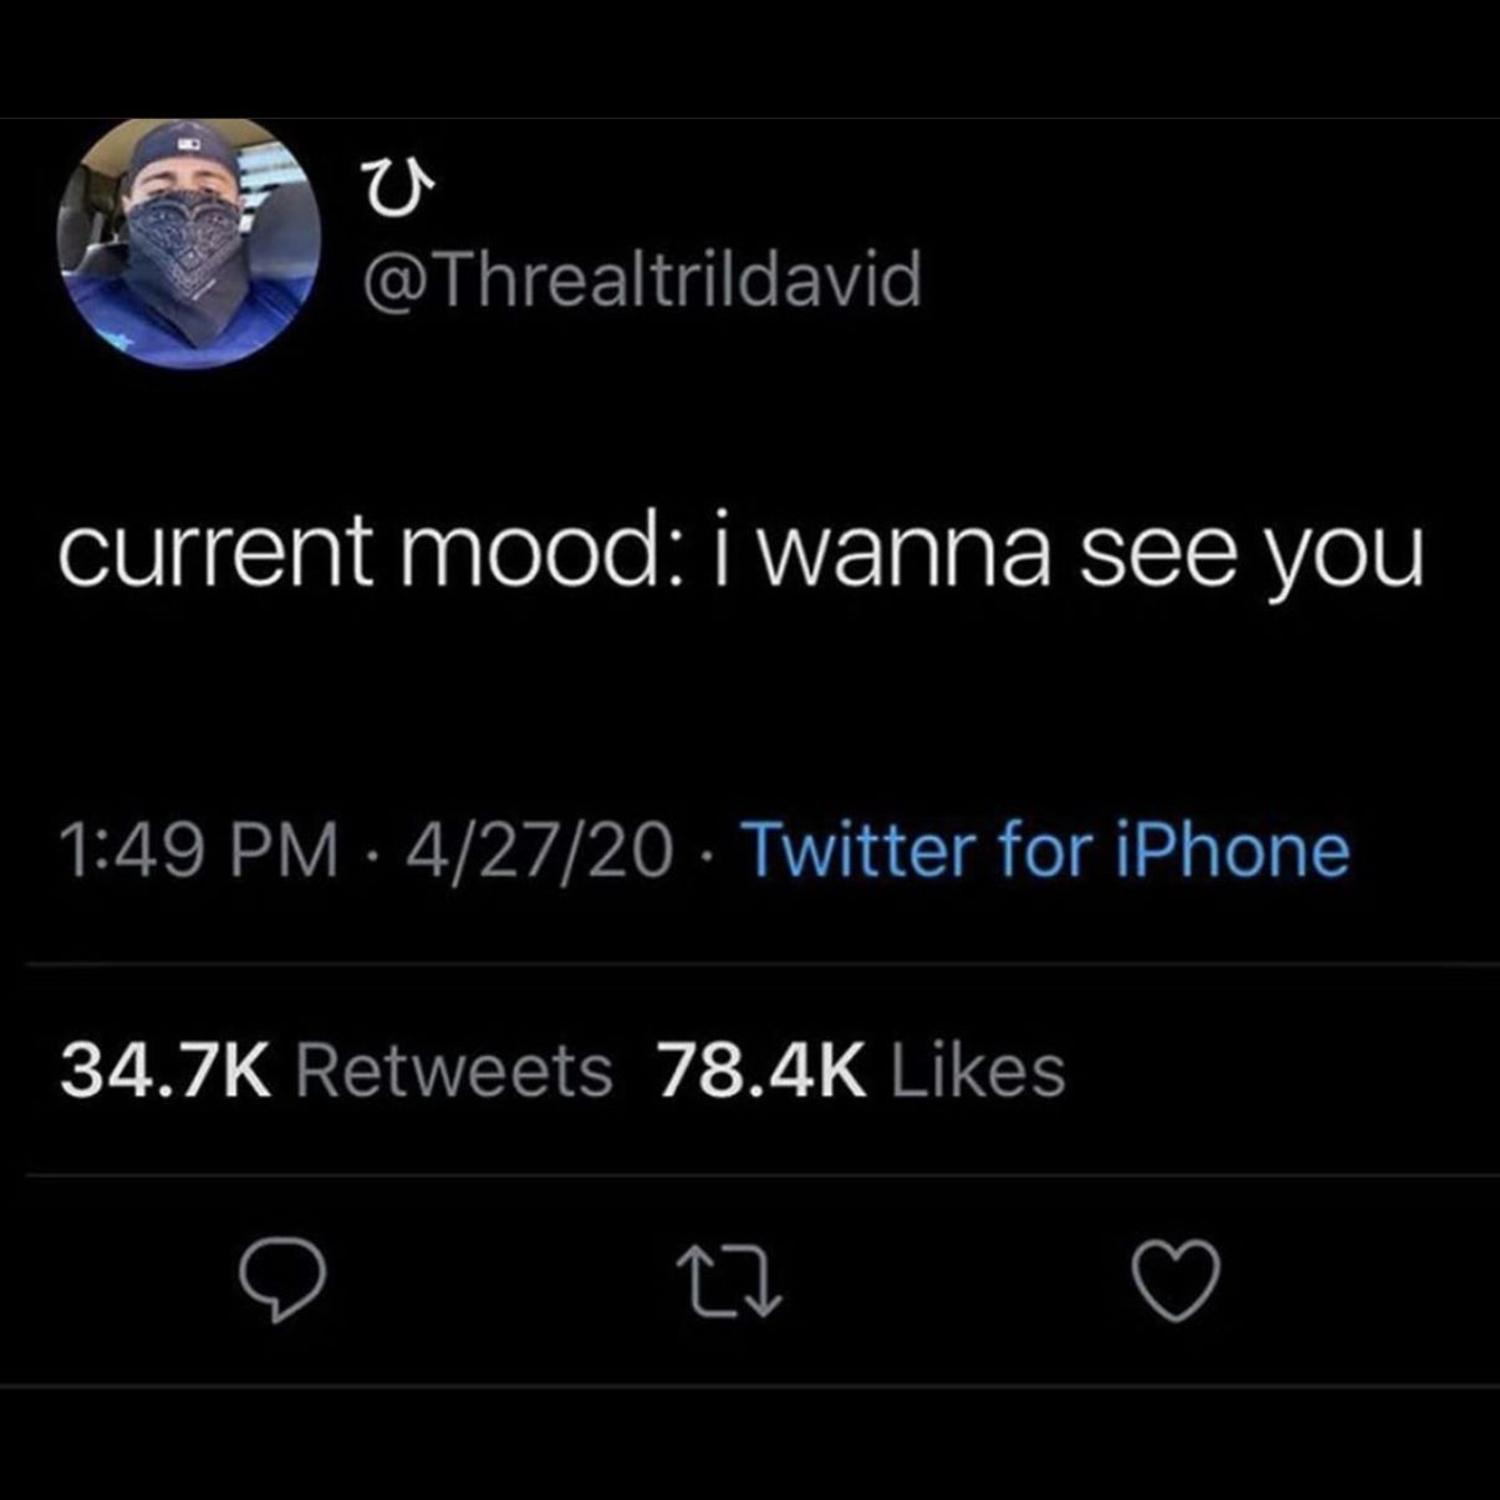 ひ
@Threaltrildavid
current mood: i wanna see you
1:49 PM · 4/27/20 · Twitter for iPhone
34.7K Retweets 78.4K Likes